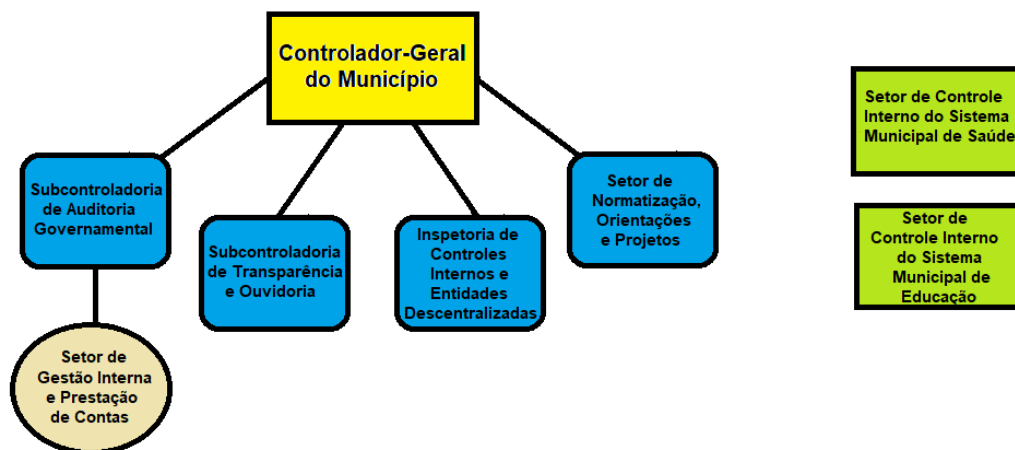 Controlador-Geral
do Município
Subcontroladoria
de Auditoria
Governamental
Subcontroladoria
de Transparência
e Ouvidoria
Inspetoria de
Controles
Internos e
Entidades
Descentralizadas
Setor de
Normatização,
Orientações
e Projetos
Setor de
Gestão Interna
e Prestação
de Contas
Setor de Controle
Interno do Sistema
Municipal de Saúde
Setor de
Controle Interno
do Sistema
Municipal de
Educação